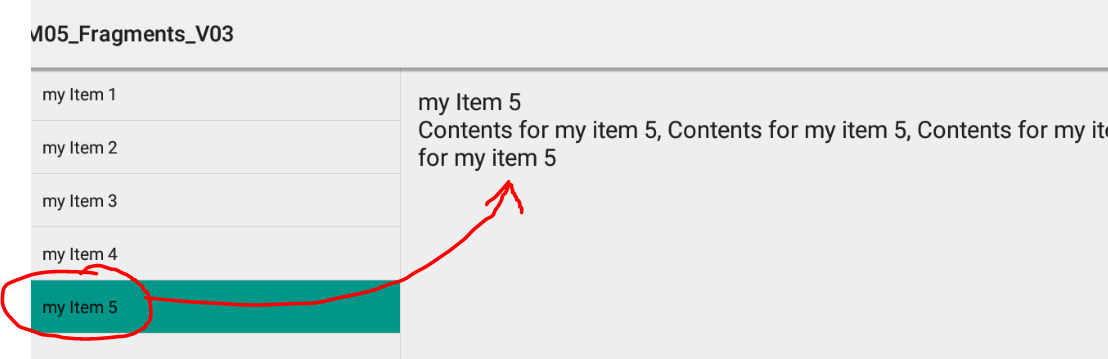 M05_Fragments_V03
my Item 1
my Item 2
my Item 3
my Item 4
my Item 5
my Item 5
Contents for my item 5, Contents for my item 5, Contents for my ite
for my item 5